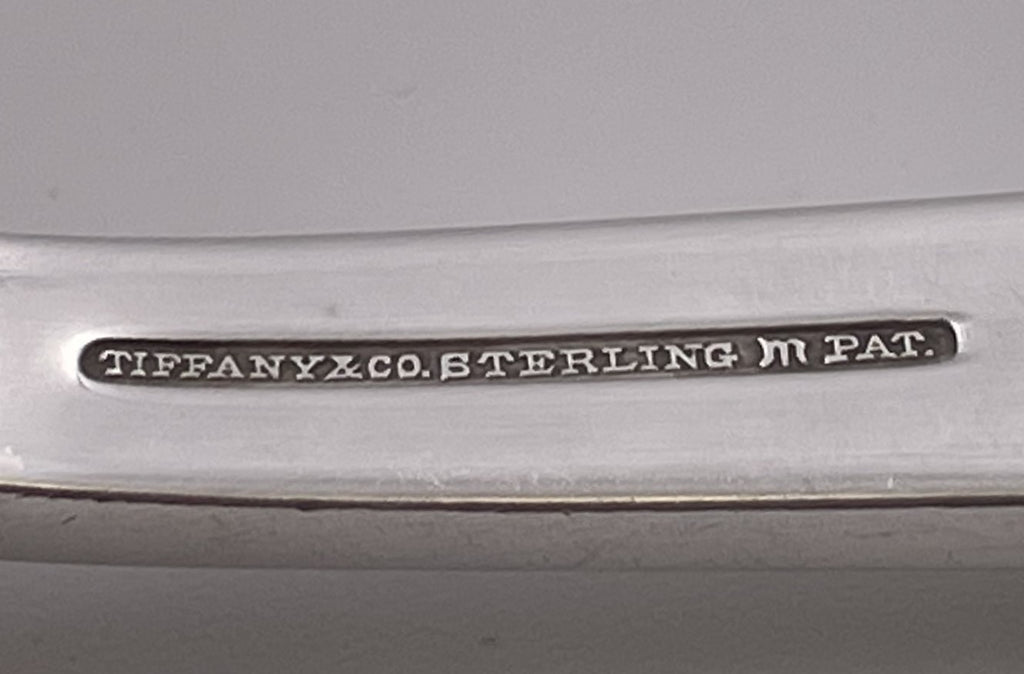 TIFFANY&CO. STERLING m PAT.